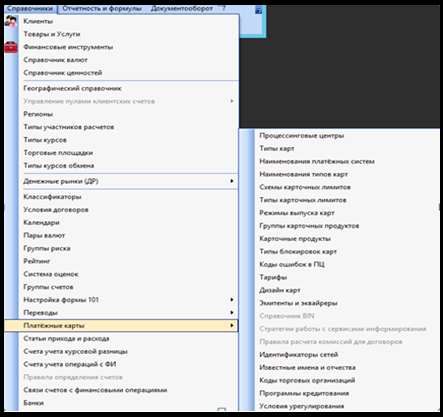 Справочники Отчетность и формулы Документооборот ?
Клиенты
Товары и Услуги
Финансовые инструменты
Справочник валют
Справочник ценностей
Географический справочник
Управление пулами клиентских счетов
Регионы
Типы участников расчетов
Типы курсов
Торговые площадки
Типы курсов обмена
Денежные рынки (ДР)
Классификаторы
Условия договоров
Календари
Пары валют
Группы риска
Рейтинг
Система оценок
Группы счетов
Настройка формы 101
Переводы
Платёжные карты
Статьи прихода и расхода
Счета учета курсовой разницы
Счета учета операций с ФИ
Правила определения счетов
Связи счетов с финансовыми операциями
Банки
Процессинговые центры
Типы карт
Наименования платёжных систем
Наименования типов карт
Схемы карточных лимитов
Типы карточных лимитов
Режимы выпуска карт
Группы карточных продуктов
Карточные продукты
Типы блокировок карт
Коды ошибок в ПЦ
Тарифы
Дизайн карт
Эмитенты и эквайреры
Справочник BIN
Стратегии работы с сервисами информирования
Правила расчета комиссий для договоров
Идентификаторы сетей
Известные имена и отчества
Коды торговых организаций
Программы кредитования
Условия урегулирования